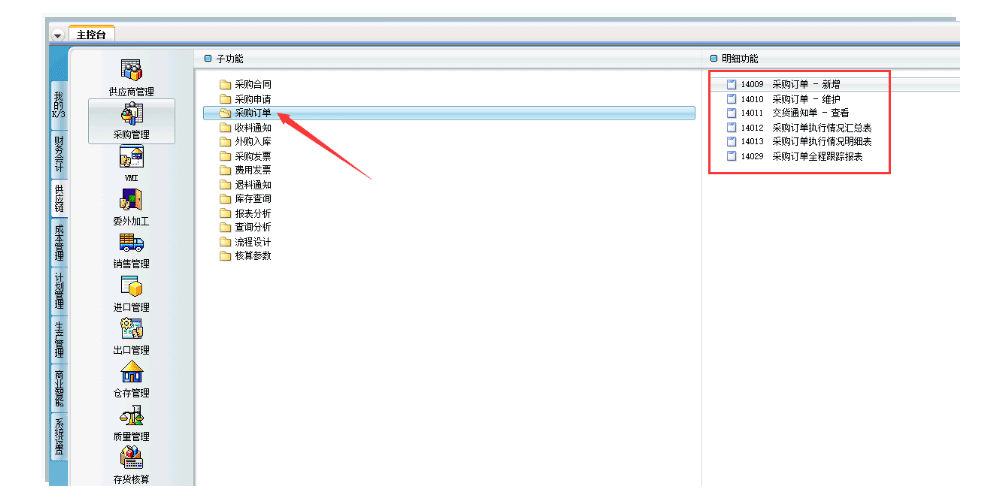 主控台
我的K/3
财务会计
供应链
成本管理
计划管理
生产管理
商业智能
系统设置
供应商管理
采购管理
VMI
委外加工
销售管理
进口管理
出口管理
仓存管理
质量管理
存货核算
子功能
采购合同
采购申请
采购订单
收料通知
外购入库
采购发票
费用发票
退料通知
库存查询
报表分析
查询分析
流程设计
核算参数
明细功能
14009 采购订单 - 新增
14010 采购订单 - 维护
14011 交货通知单 - 查看
14012 采购订单执行情况汇总表
14013 采购订单执行情况明细表
14029 采购订单全程跟踪报表